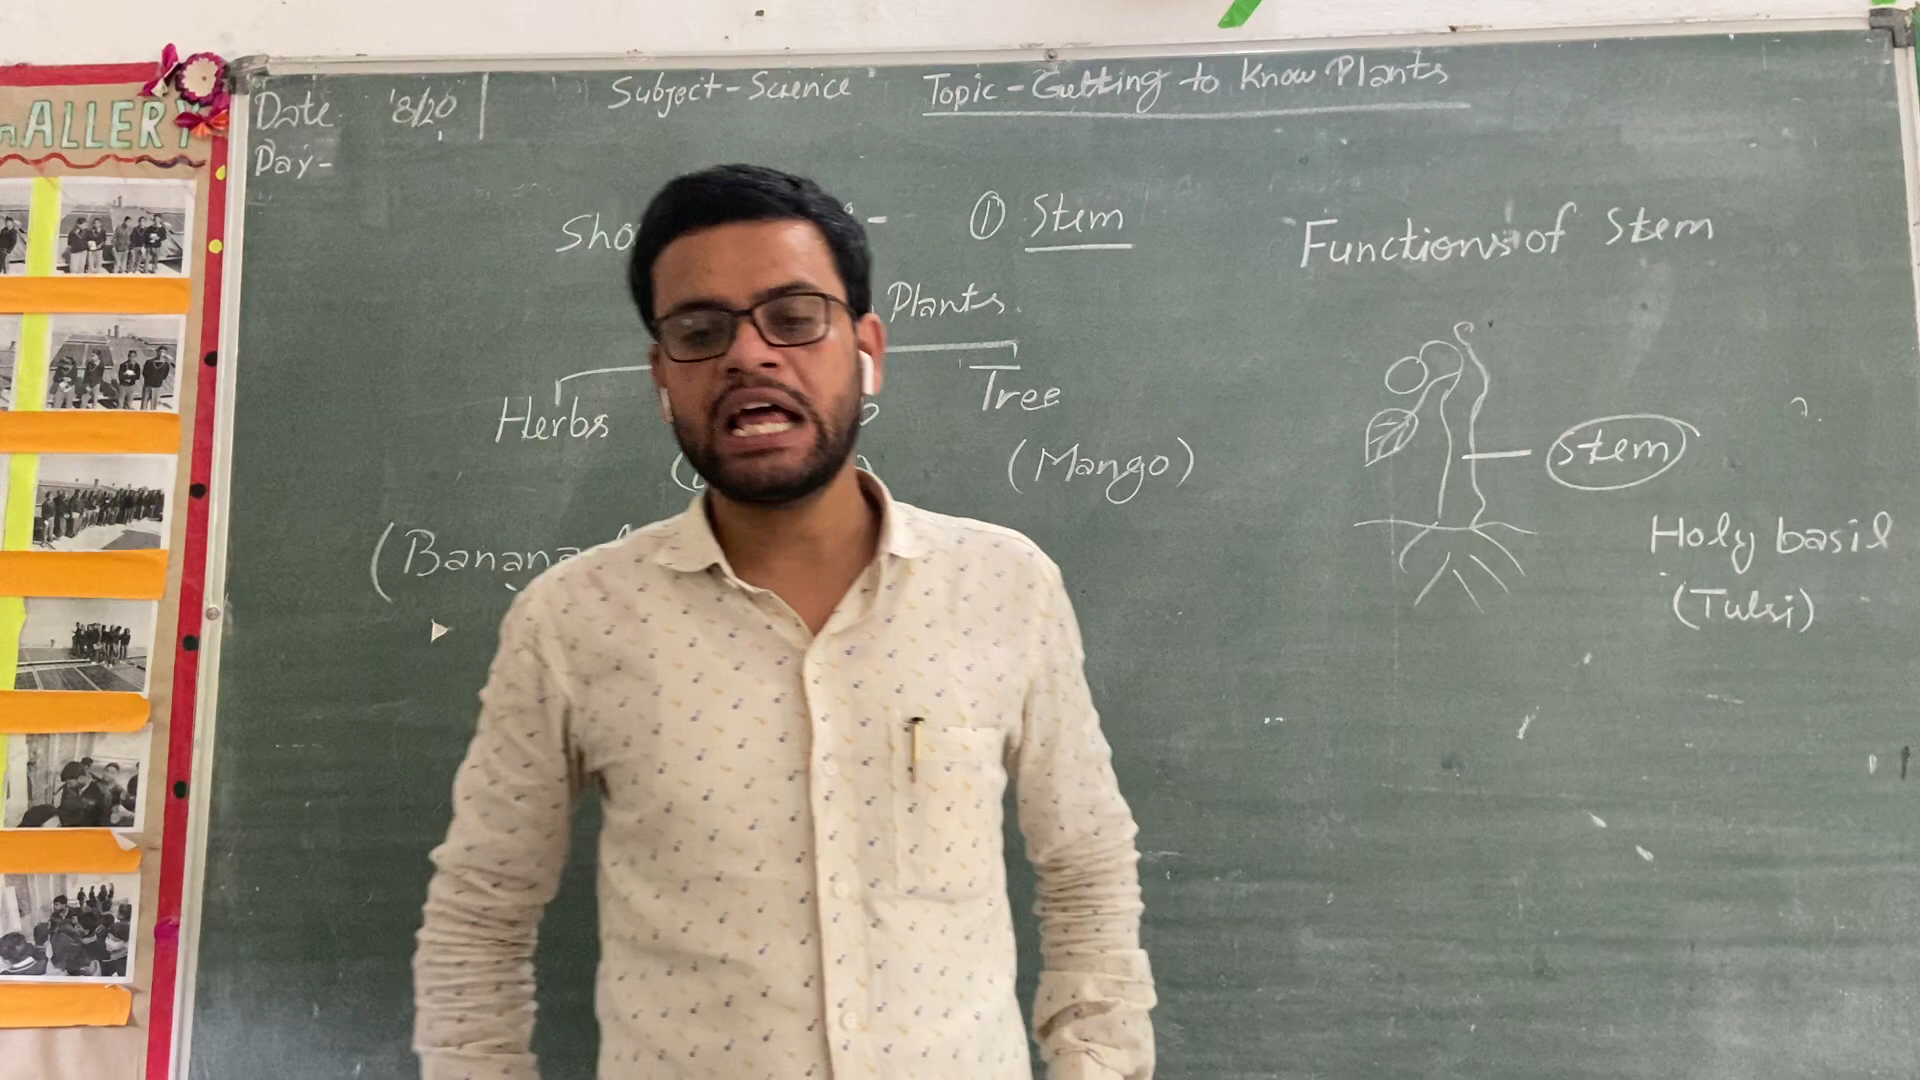 ALLERY
Date 8/20 Subject-Science Topic-Getting to Know Plants
Day-
① Stem Functions of Stem
Plants
Herbs Tree
(Mango)
stem
(Banana
Holy basil
(Tulsi)